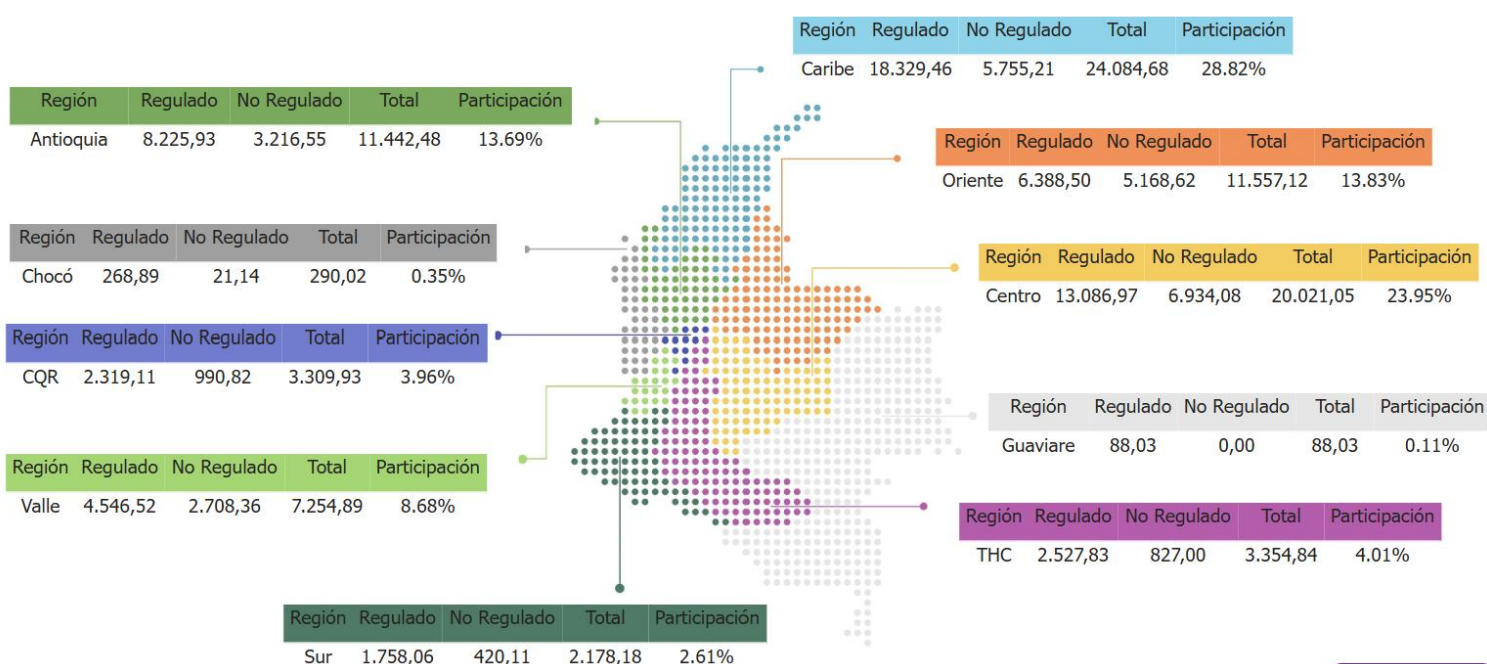 Región Regulado No Regulado Total Participación
Caribe 18.329,46 5.755,21 24.084,68 28.82%
Región Regulado No Regulado Total Participación
Antioquia 8.225,93 3.216,55 11.442,48 13.69%
Región Regulado No Regulado Total Participación
Oriente 6.388,50 5.168,62 11.557,12 13.83%
Región Regulado No Regulado Total Participación
Chocó 268,89 21,14 290,02 0.35%
Región Regulado No Regulado Total Participación
Centro 13.086,97 6.934,08 20.021,05 23.95%
Región Regulado No Regulado Total Participación
CQR 2.319,11 990,82 3.309,93 3.96%
Región Regulado No Regulado Total Participación
Guaviare 88,03 0,00 88,03 0.11%
Región Regulado No Regulado Total Participación
Valle 4.546,52 2.708,36 7.254,89 8.68%
Región Regulado No Regulado Total Participación
THC 2.527,83 827,00 3.354,84 4.01%
Región Regulado No Regulado Total Participación
Sur 1.758,06 420,11 2.178,18 2.61%